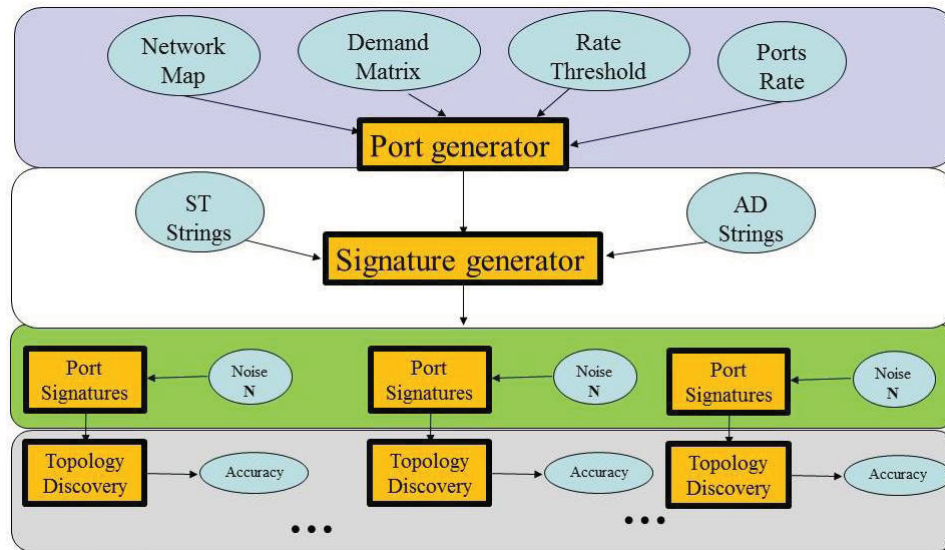 Network
Map
Demand
Matrix
Rate
Threshold
Ports
Rate
Port generator
ST
Strings
AD
Strings
Signature generator
Port
Signatures
Noise
N
Port
Signatures
Noise
N
Port
Signatures
Noise
N
Topology
Discovery
Accuracy
Topology
Discovery
Accuracy
Topology
Discovery
Accuracy
...
...